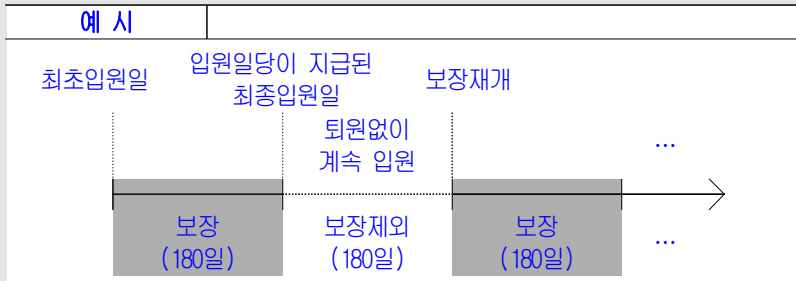 예 시
최초입원일
입원일당이 지급된
최종입원일
보장재개
퇴원없이
계속 입원
...
보장
(180일)
보장제외
(180일)
보장
(180일)
...